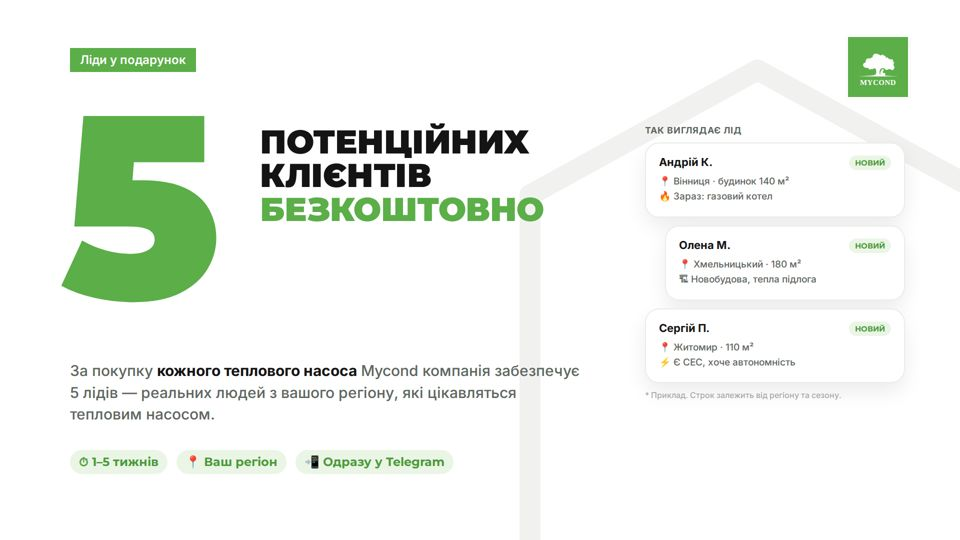 Ліди у подарунок
MYCOND
5
ПОТЕНЦІЙНИХ
КЛІЄНТІВ
БЕЗКОШТОВНО
За покупку кожного теплового насоса Mycond компанія забезпечує
5 лідів — реальних людей з вашого регіону, які цікавляться
тепловим насосом.
⏱ 1–5 тижнів
📍 Ваш регіон
📲 Одразу у Telegram
ТАК ВИГЛЯДАЄ ЛІД
Андрій К. НОВИЙ
📍 Вінниця · будинок 140 м²
🔥 Зараз: газовий котел
Олена М. НОВИЙ
📍 Хмельницький · 180 м²
🏗 Новобудова, тепла підлога
Сергій П. НОВИЙ
📍 Житомир · 110 м²
⚡ Є СЕС, хоче автономність
* Приклад. Строк залежить від регіону та сезону.